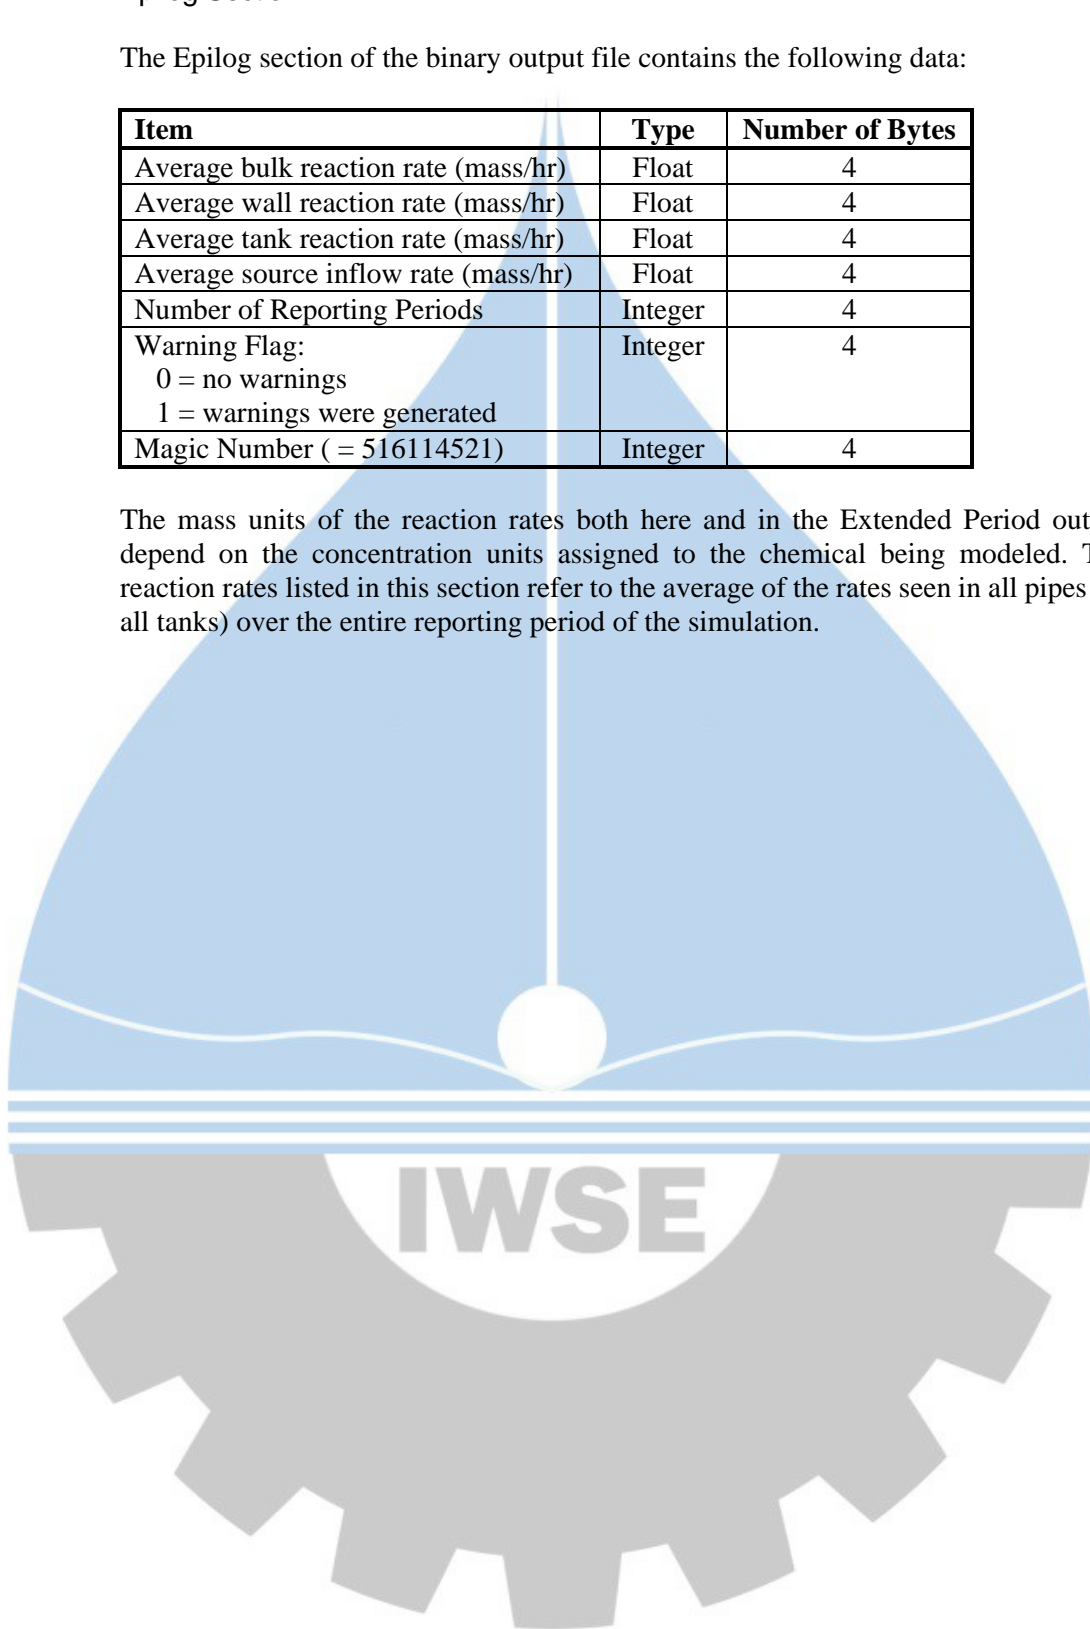 The Epilog section of the binary output file contains the following data:
Item Type Number of Bytes
Average bulk reaction rate (mass/hr) Float 4
Average wall reaction rate (mass/hr) Float 4
Average tank reaction rate (mass/hr) Float 4
Average source inflow rate (mass/hr) Float 4
Number of Reporting Periods Integer 4
Warning Flag: Integer 4
0 = no warnings
1 = warnings were generated
Magic Number ( = 516114521) Integer 4
The mass units of the reaction rates both here and in the Extended Period out
depend on the concentration units assigned to the chemical being modeled. T
reaction rates listed in this section refer to the average of the rates seen in all pipes
all tanks) over the entire reporting period of the simulation.
IWSE